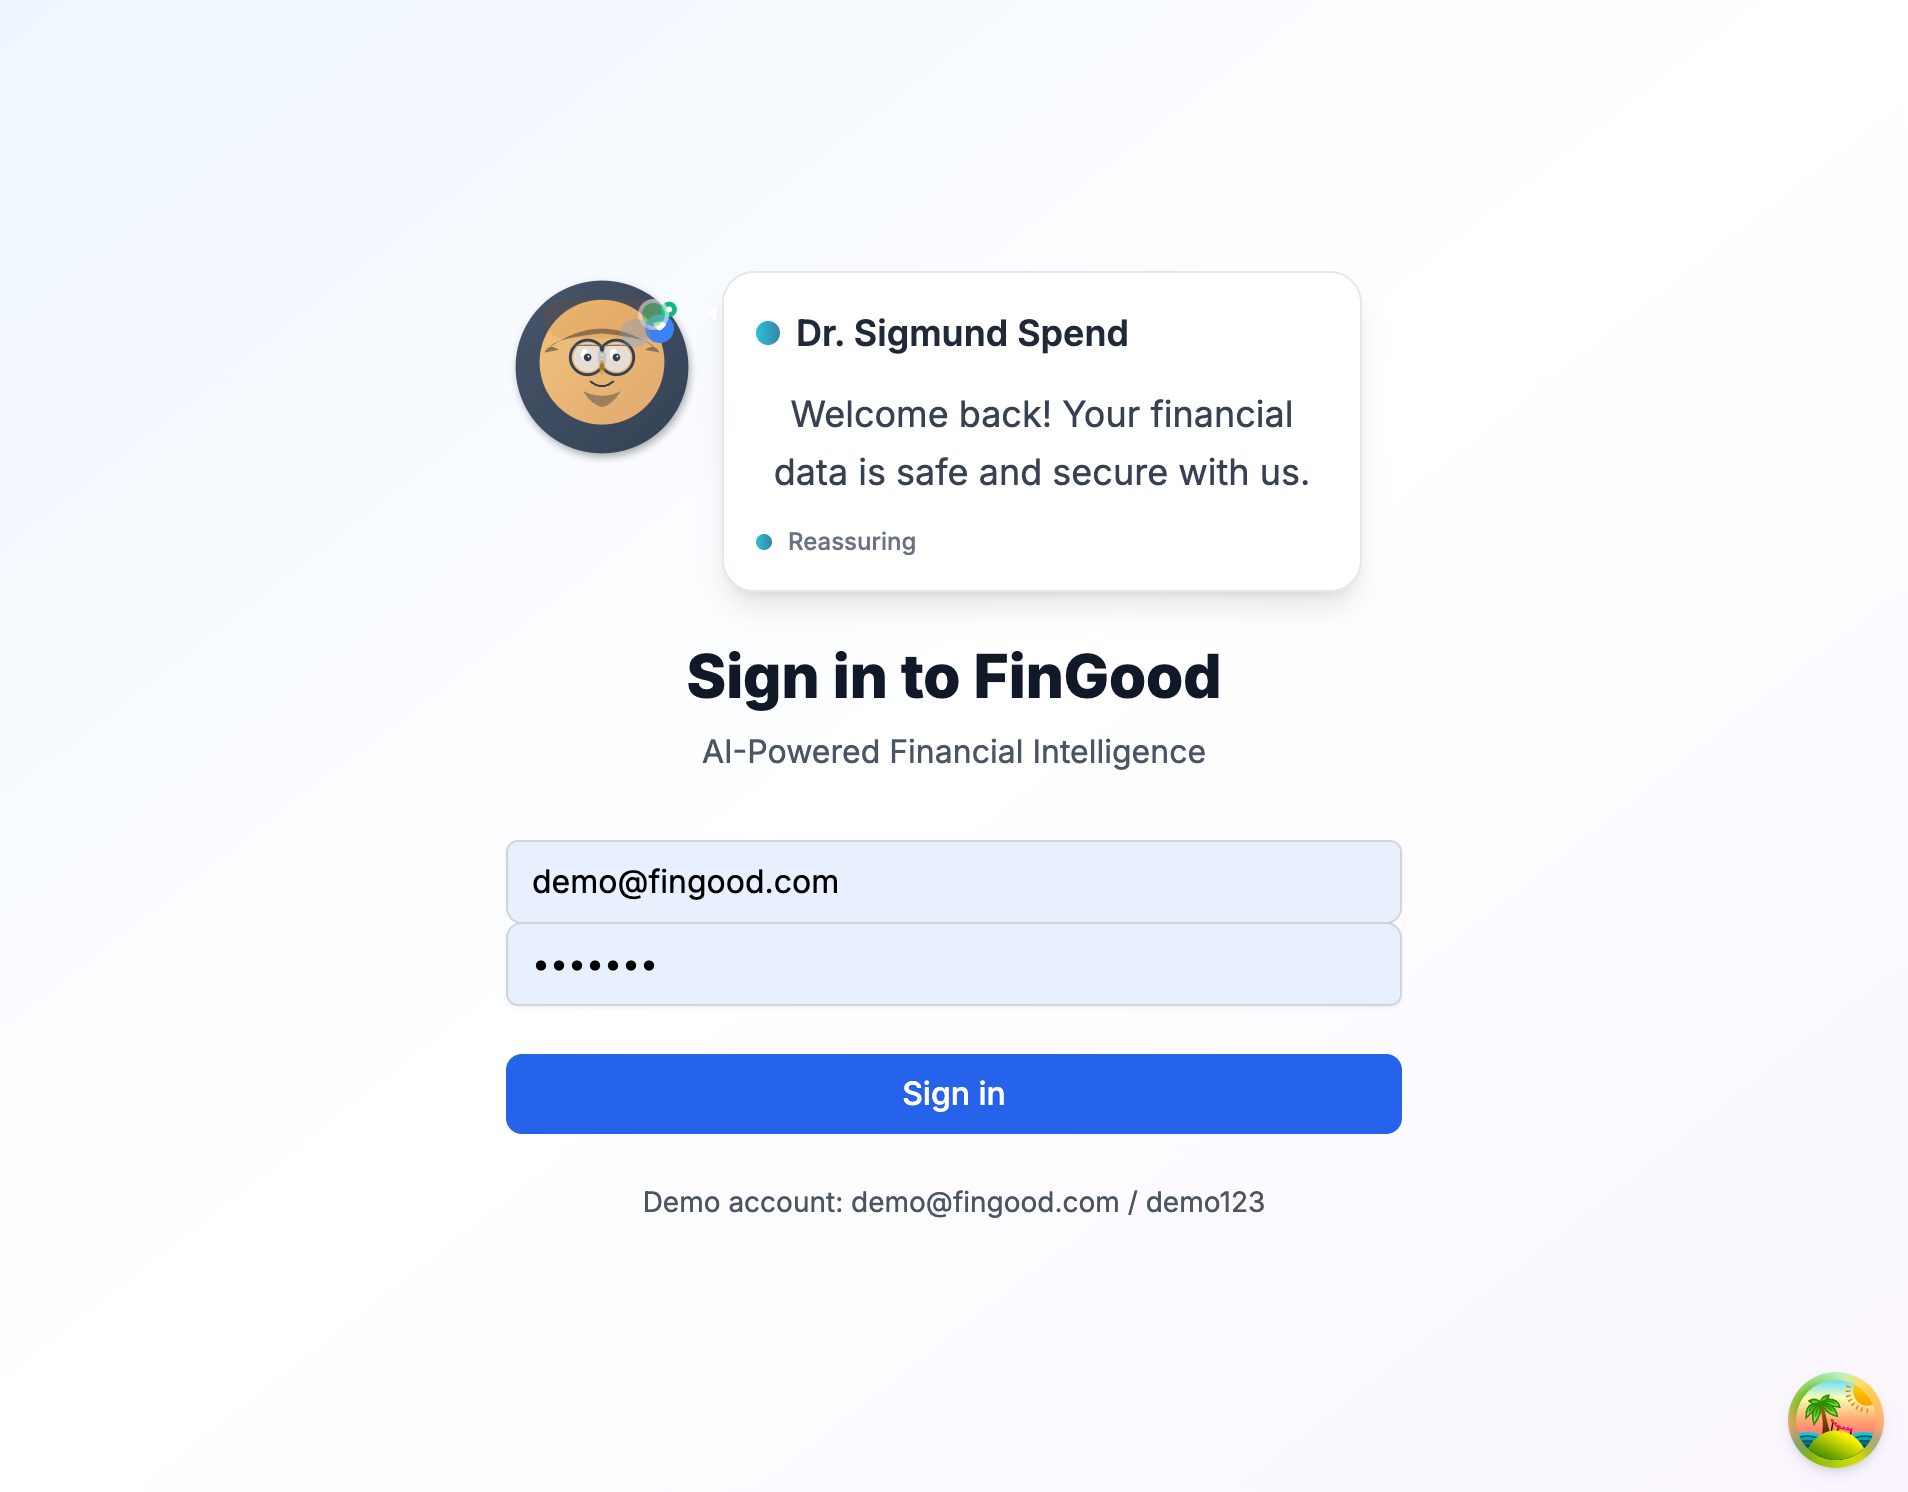 Dr. Sigmund Spend
Welcome back! Your financial
data is safe and secure with us.
Reassuring
Sign in to FinGood
AI-Powered Financial Intelligence
demo@fingood.com
•••••••
Sign in
Demo account: demo@fingood.com / demo123